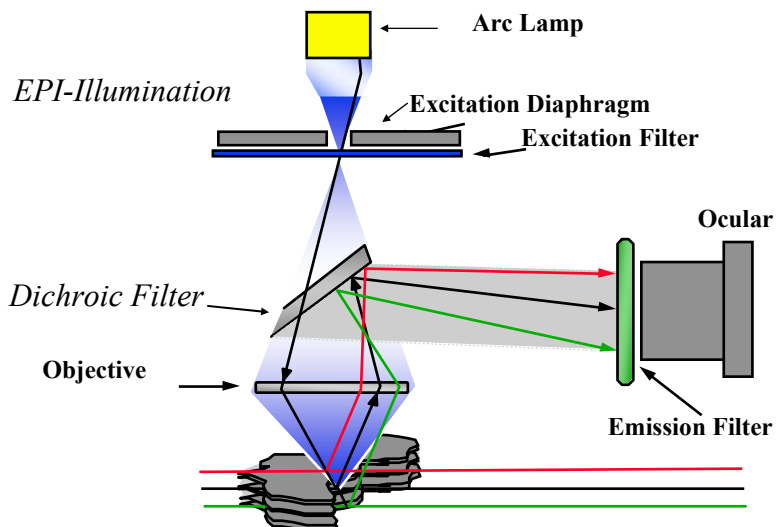 Arc Lamp
EPI-Illumination
Excitation Diaphragm
Excitation Filter
Ocular
Dichroic Filter
Objective
Emission Filter